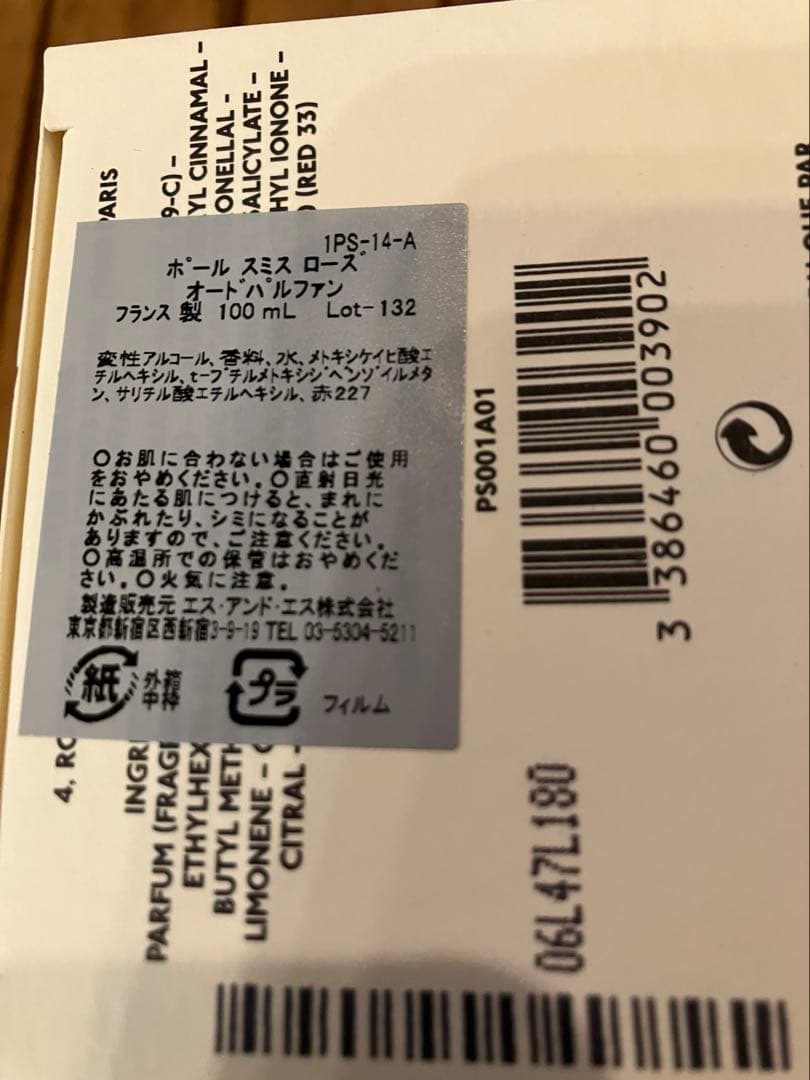 1PS-14-A
ポール スミス ローズ
オードパルファン
フランス 製 100 mL Lot-132
変性アルコール、香料、水、メトキシケイヒ酸エ
チルヘキシル、t-ブチルメトキシジベンゾイルメタ
ン、サリチル酸エチルヘキシル、赤227
○お肌に合わない場合はご使用
をおやめください。○直射日光
にあたる肌につけると、まれに
かぶれたり、シミになることが
ありますので、ご注意ください。
○高温所での保管はおやめくだ
さい。○火気に注意。
製造販売元 エス・アンド・エス株式会社
東京都新宿区西新宿3-9-19 TEL 03-5304-5211
紙 外箱
中枠
プラ フィルム
PARIS
9-C) –
YL CINNAMAL –
ONELLAL –
SALICYLATE –
HYL IONONE –
(RED 33)
4, RO
INGR
PARFUM (FRAG
ETHYLHEX
BUTYL METH
LIMONENE – C
CITRAL –
PS001A01
3 386460 003902
06L47L180